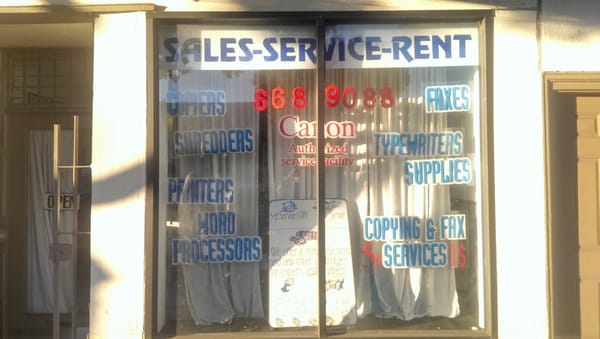 SALES-SERVICE-RENT
COPIERS
668 9088
FAXES
Canon
SHREDDERS
Authorized
TYPEWRITERS
service facility
SUPPLIES
PRINTERS
OPEN
WORD
PROCESSORS
COPYING & FAX
SERVICES